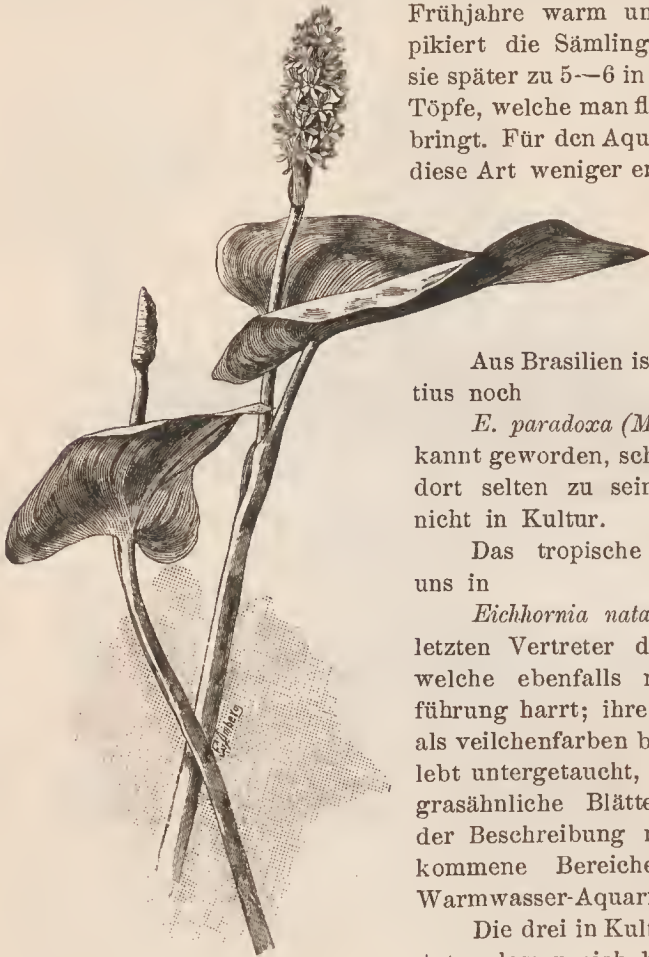 Frühjahre warm un
pikiert die Sämling
sie später zu 5--6 in
Töpfe, welche man fl
bringt. Für den Aqu
diese Art weniger er
Aus Brasilien is
tius noch
E. paradoxa (M
kannt geworden, sch
dort selten zu sein
nicht in Kultur.
Das tropische
uns in
Eichhornia nata
letzten Vertreter d
welche ebenfalls n
führung harrt; ihre
als veilchenfarben b
lebt untergetaucht,
grasähnliche Blätte
der Beschreibung n
kommene Bereiche
Warmwasser-Aquari
Die drei in Kult